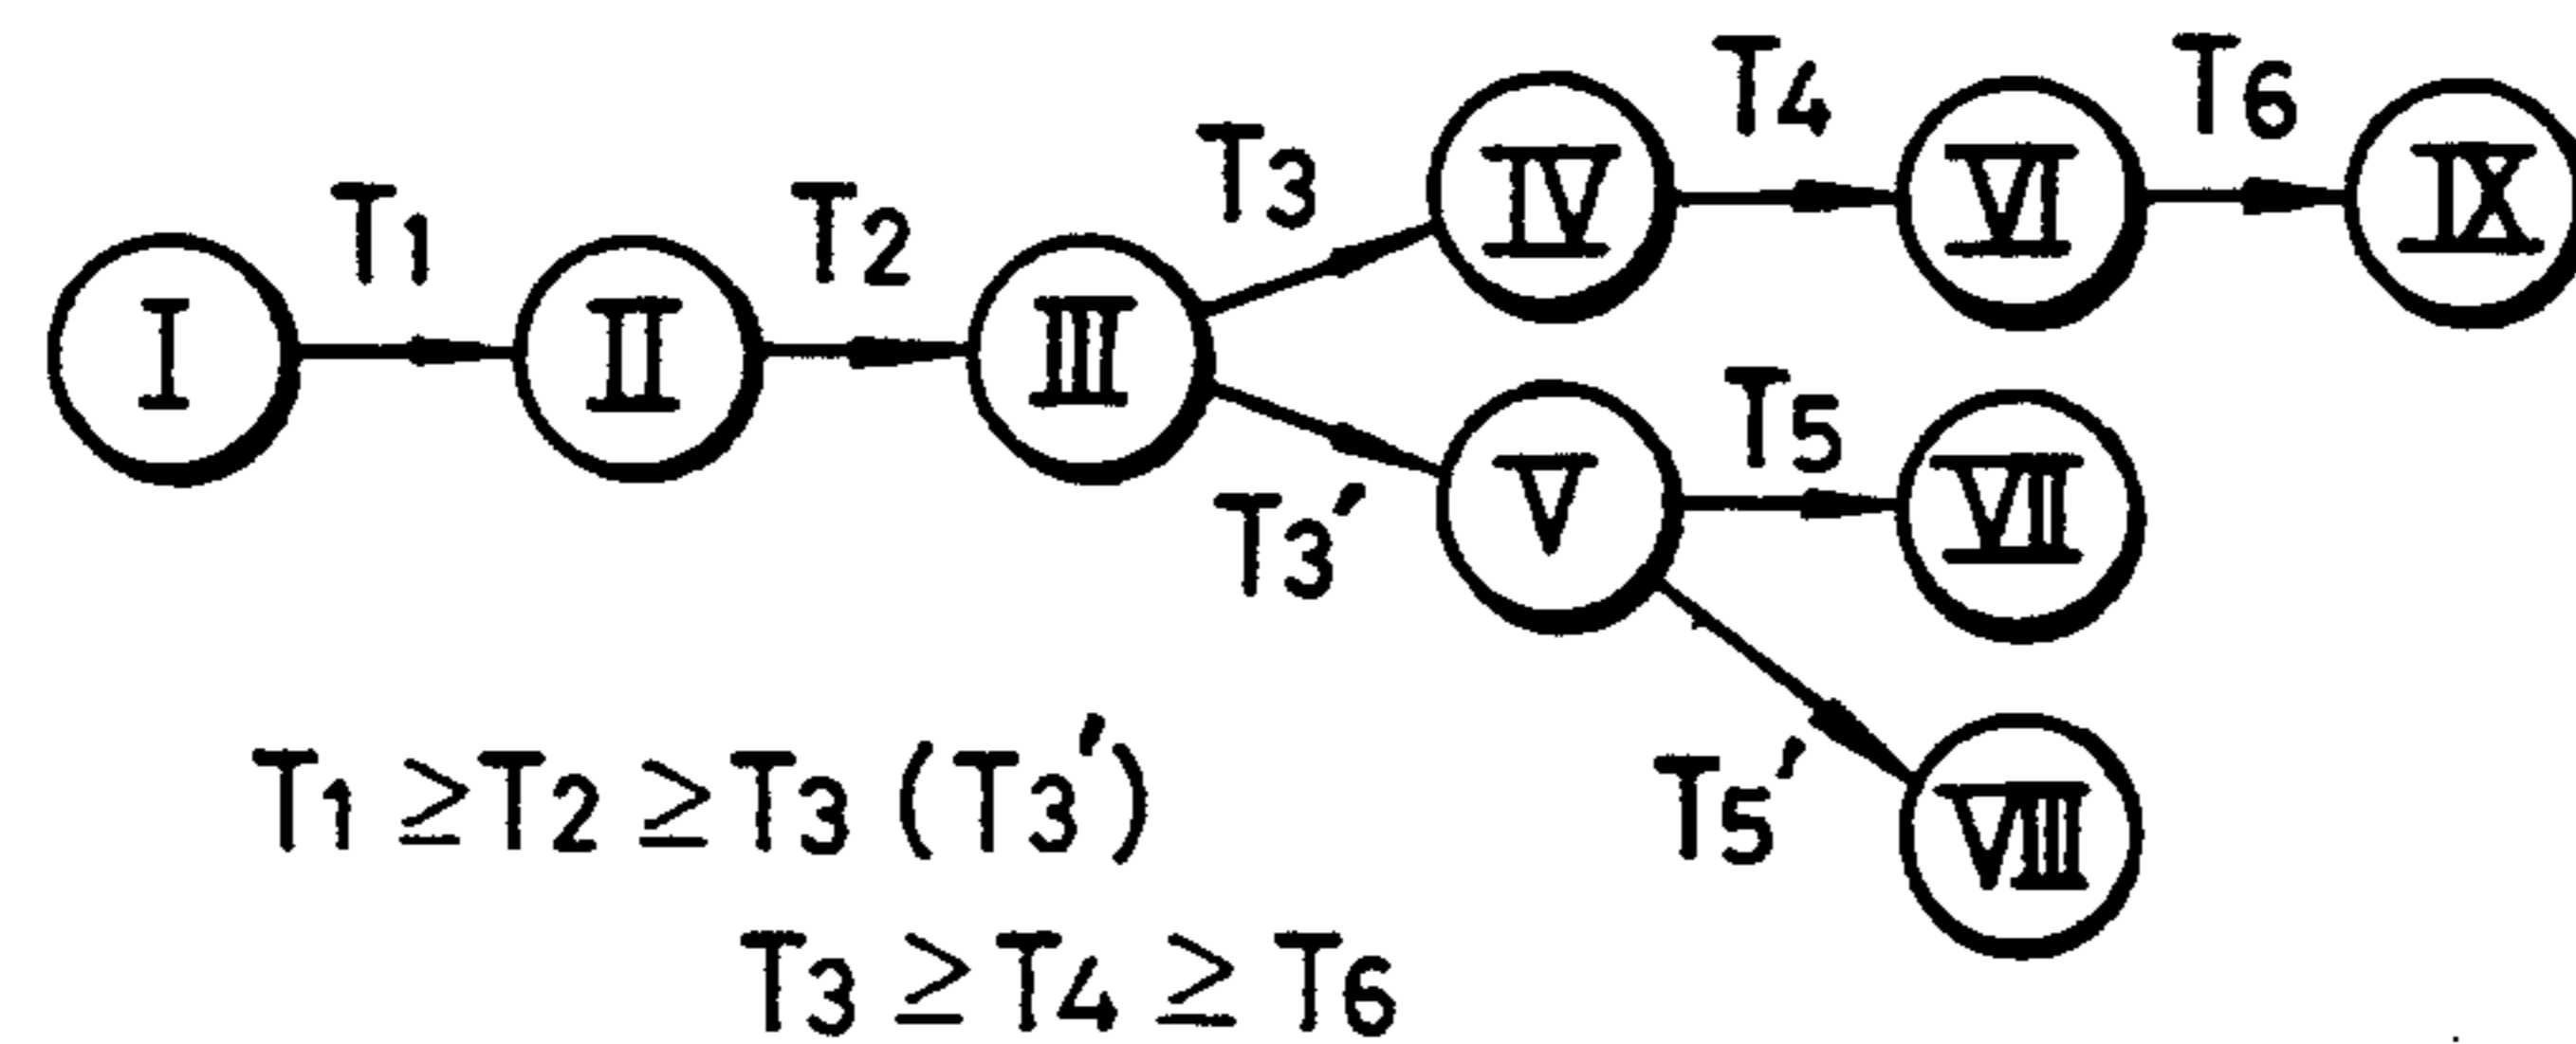 T4 T6
T3 IV VI IX
T1 T2
I II III
T5
V VII
T3'
T5' VIII
T1 ≥ T2 ≥ T3 (T3')
T3 ≥ T4 ≥ T6